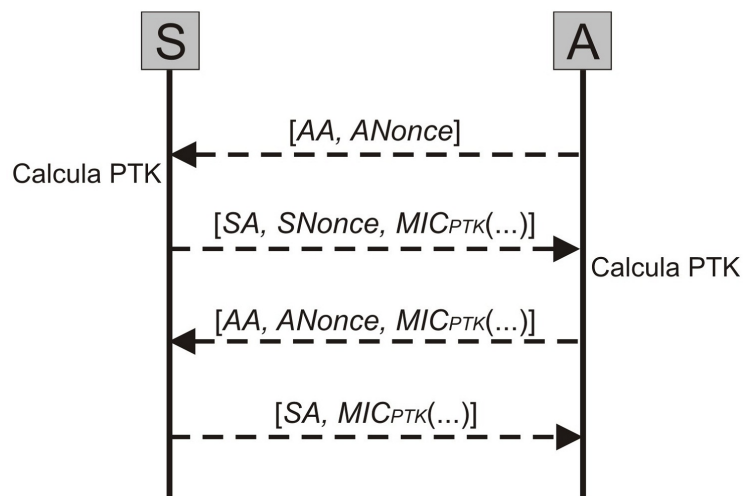 S
A
[AA, ANonce]
Calcula PTK
[SA, SNonce, MICPTK(...)]
Calcula PTK
[AA, ANonce, MICPTK(...)]
[SA, MICPTK(...)]